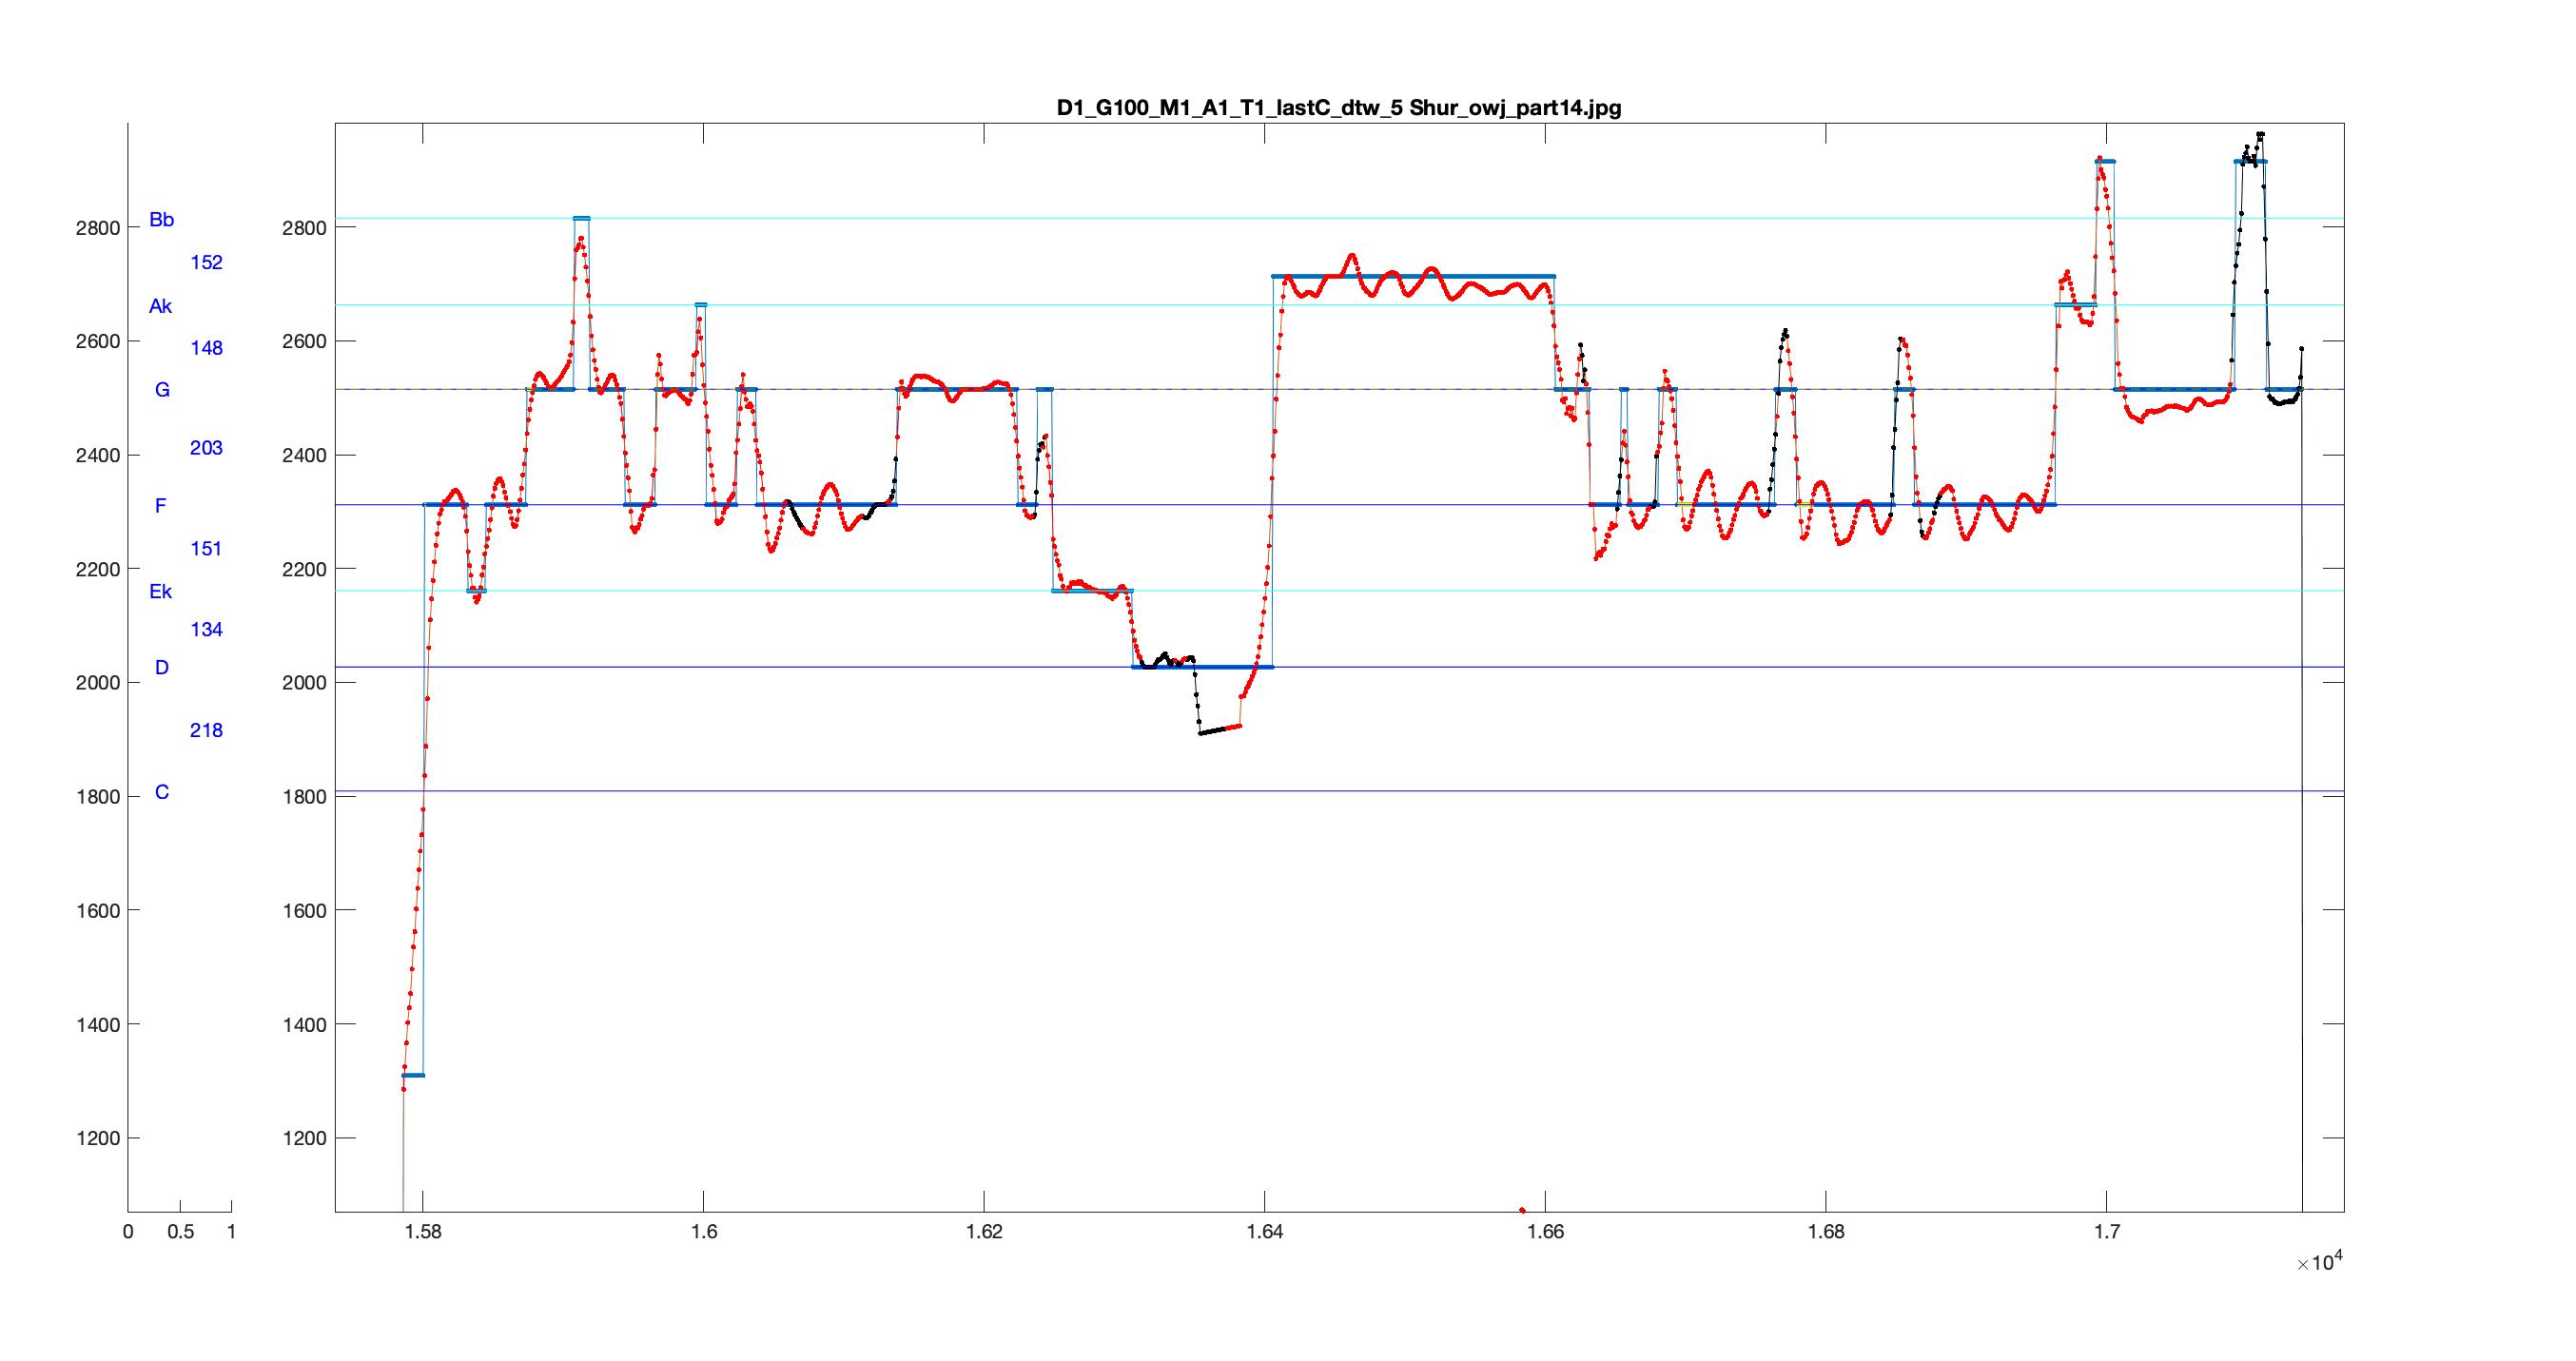 D1_G100_M1_A1_T1_lastC_dtw_5 Shur_owj_part14.jpg
2800 Bb 2800
152
Ak
2600 148 2600
G
2400 203 2400
F
2200 151 2200
Ek
134
D
2000 2000
218
1800 C 1800
1600 1600
1400 1400
1200 1200
0 0.5 1 1.58 1.6 1.62 1.64 1.66 1.68 1.7
×10^4